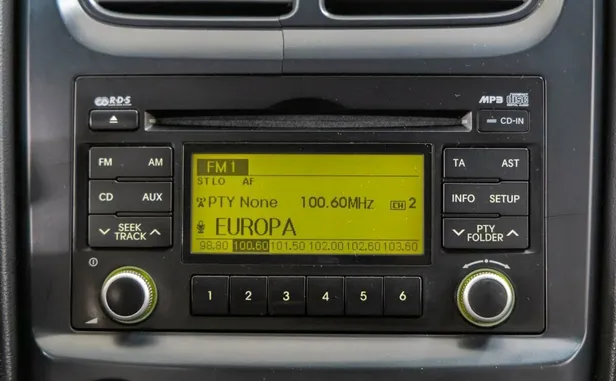 R·D·S
MP3
CD-IN
FM AM
CD AUX
SEEK
TRACK
FM1
ST LO AF
PTY None 100.60MHz CH 2
EUROPA
98.80 100.60 101.50 102.00 102.60 103.60
TA AST
INFO SETUP
PTY
FOLDER
1 2 3 4 5 6